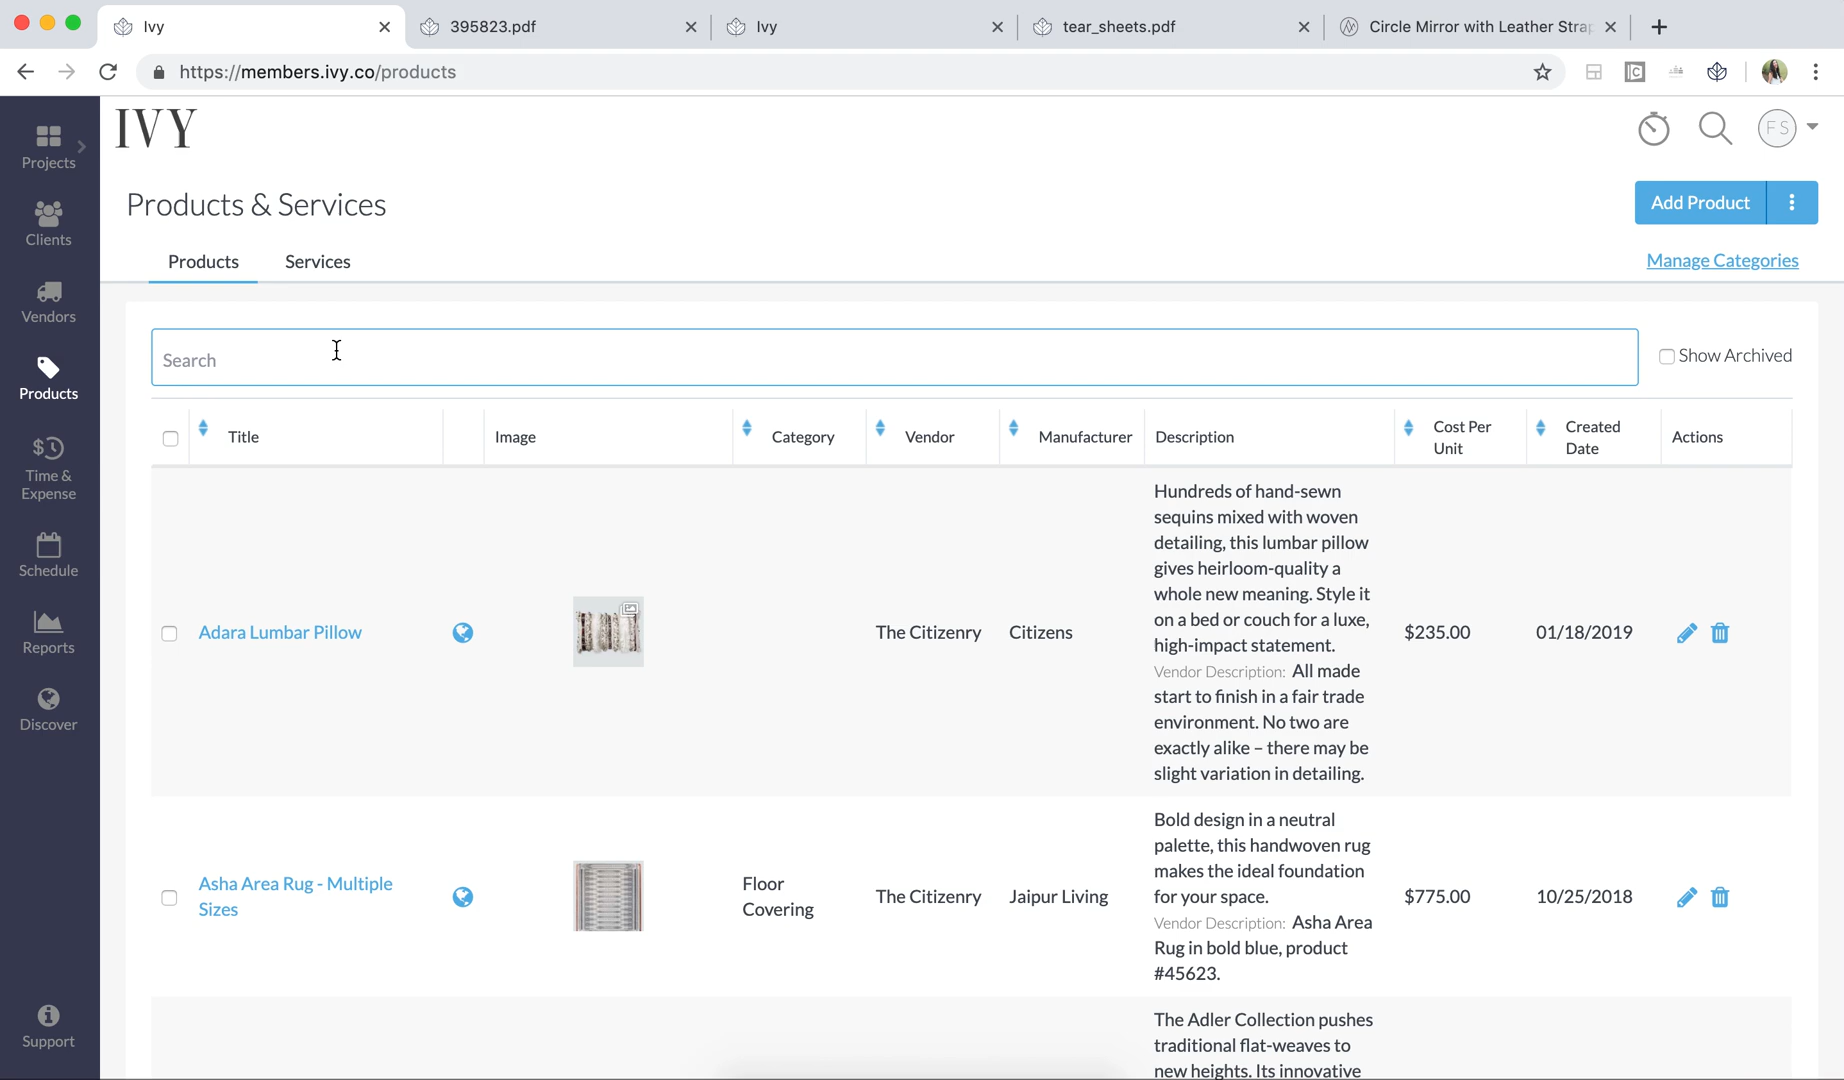 Ivy
395823.pdf
Ivy
tear_sheets.pdf
Circle Mirror with Leather Strap
https://members.ivy.co/products
IVY
F S
Projects
Clients
Vendors
Products
Time &
Expense
Schedule
Reports
Discover
Support
Products & Services
Add Product
Products
Services
Manage Categories
Search
Show Archived
Title
Image
Category
Vendor
Manufacturer
Description
Cost Per
Unit
Created
Date
Actions
Adara Lumbar Pillow
The Citizenry
Citizens
Hundreds of hand-sewn
sequins mixed with woven
detailing, this lumbar pillow
gives heirloom-quality a
whole new meaning. Style it
on a bed or couch for a luxe,
high-impact statement.
Vendor Description: All made
start to finish in a fair trade
environment. No two are
exactly alike – there may be
slight variation in detailing.
$235.00
01/18/2019
Asha Area Rug - Multiple
Sizes
Floor
Covering
The Citizenry
Jaipur Living
Bold design in a neutral
palette, this handwoven rug
makes the ideal foundation
for your space.
Vendor Description: Asha Area
Rug in bold blue, product
#45623.
$775.00
10/25/2018
The Adler Collection pushes
traditional flat-weaves to
new heights. Its innovative